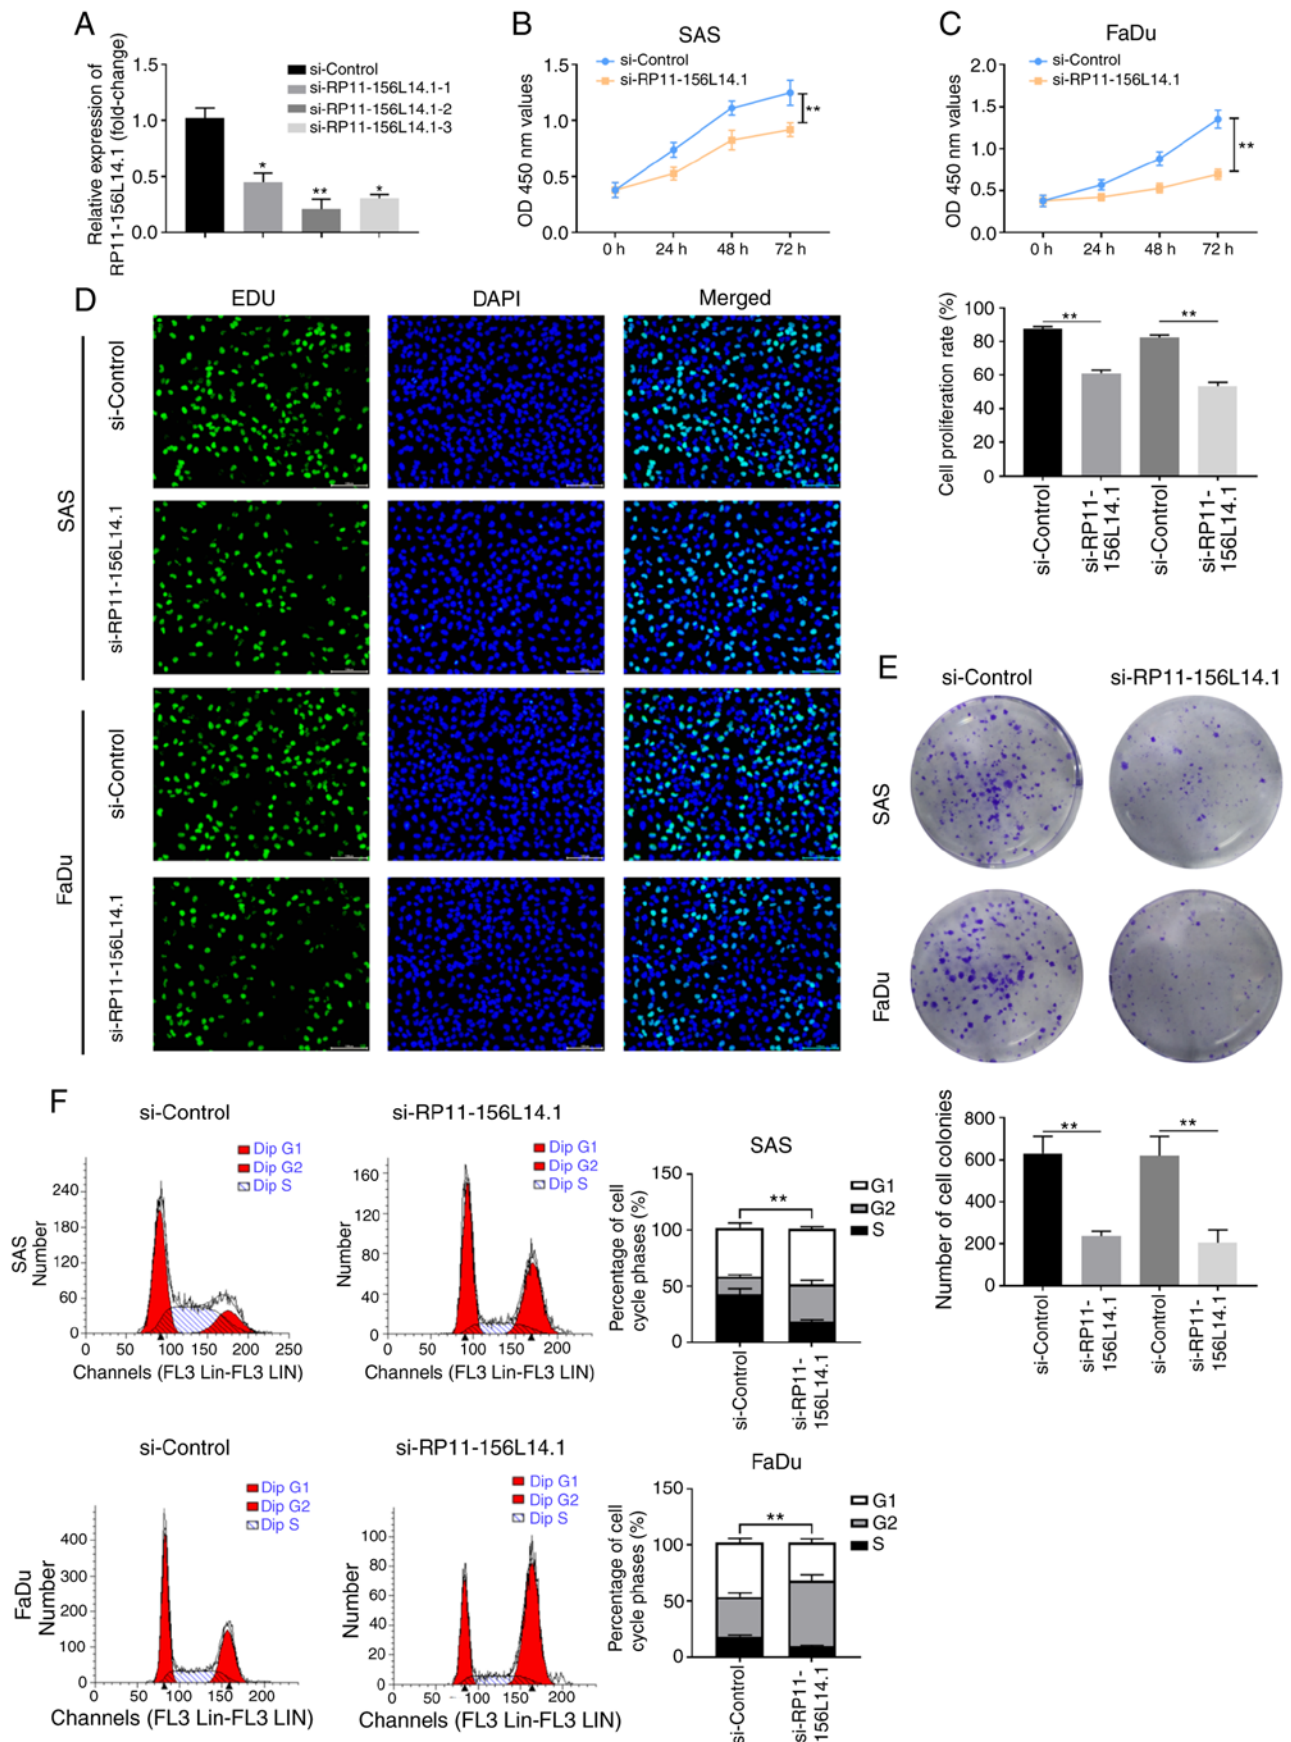 A
Relative expression of
RP11-156L14.1 (fold-change)
1.5
1.0
0.5
0.0
si-Control
si-RP11-156L14.1-1
si-RP11-156L14.1-2
si-RP11-156L14.1-3
*
**
*
B
SAS
si-Control
si-RP11-156L14.1
OD 450 nm values
1.5
1.0
0.5
0.0
0 h
24 h
48 h
72 h
**
C
FaDu
si-Control
si-RP11-156L14.1
OD 450 nm values
2.0
1.5
1.0
0.5
0.0
0 h
24 h
48 h
72 h
**
D
EDU
DAPI
Merged
SAS
si-Control
si-RP11-156L14.1
FaDu
si-Control
si-RP11-156L14.1
Cell proliferation rate (%)
100
80
60
40
20
0
**
**
si-Control
si-RP11-
156L14.1
si-Control
si-RP11-
156L14.1
E
si-Control
si-RP11-156L14.1
SAS
FaDu
Number of cell colonies
800
600
400
200
0
**
**
si-Control
si-RP11-
156L14.1
si-Control
si-RP11-
156L14.1
F
si-Control
Dip G1
Dip G2
Dip S
SAS
Number
240
180
120
60
0
0 50 100 150 200 250
Channels (FL3 Lin-FL3 LIN)
si-RP11-156L14.1
Dip G1
Dip G2
Dip S
Number
160
120
80
40
0
0 50 100 150 200
Channels (FL3 Lin-FL3 LIN)
SAS
Percentage of cell
cycle phases (%)
150
100
50
0
**
G1
G2
S
si-Control
si-RP11-
156L14.1
si-Control
Dip G1
Dip G2
Dip S
FaDu
Number
400
300
200
100
0
0 50 100 150 200
Channels (FL3 Lin-FL3 LIN)
si-RP11-156L14.1
Dip G1
Dip G2
Dip S
Number
100
80
60
40
20
0
0 50 100 150 200
Channels (FL3 Lin-FL3 LIN)
FaDu
Percentage of cell
cycle phases (%)
150
100
50
0
**
G1
G2
S
si-Control
si-RP11-
156L14.1